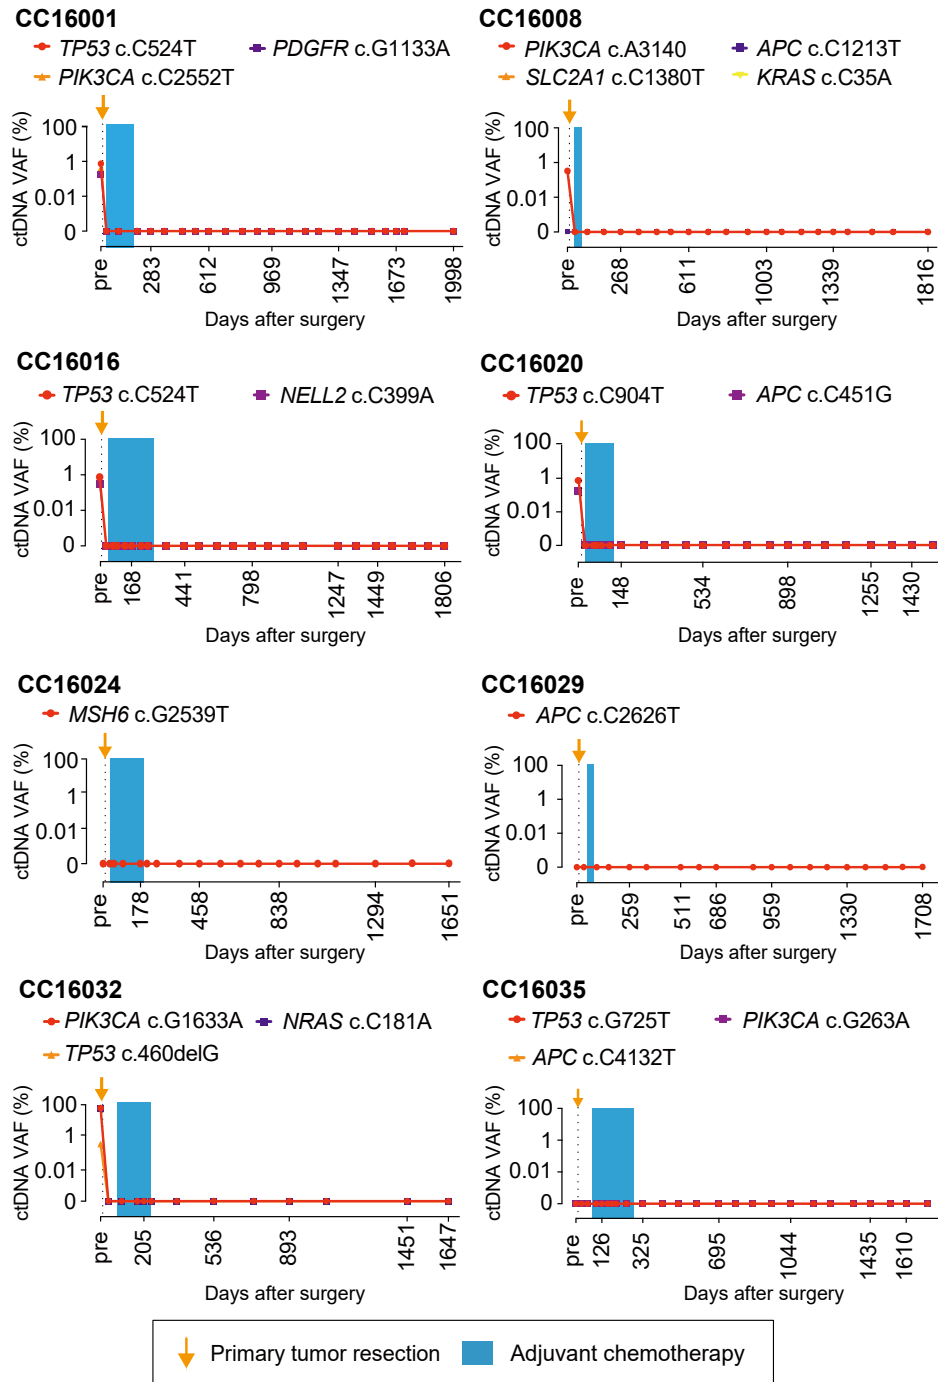 CC16001
TP53 c.C524T PDGFR c.G1133A
PIK3CA c.C2552T
ctDNA VAF (%)
100
1
0.01
0
pre 283 612 969 1347 1673 1998
Days after surgery
CC16008
PIK3CA c.A3140 APC c.C1213T
SLC2A1 c.C1380T KRAS c.C35A
ctDNA VAF (%)
100
1
0.01
0
pre 268 611 1003 1339 1816
Days after surgery
CC16016
TP53 c.C524T NELL2 c.C399A
ctDNA VAF (%)
100
1
0.01
0
pre 168 441 798 1247 1449 1806
Days after surgery
CC16020
TP53 c.C904T APC c.C451G
ctDNA VAF (%)
100
1
0.01
0
pre 148 534 898 1255 1430
Days after surgery
CC16024
MSH6 c.G2539T
ctDNA VAF (%)
100
1
0.01
0
pre 178 458 838 1294 1651
Days after surgery
CC16029
APC c.C2626T
ctDNA VAF (%)
100
1
0.01
0
pre 259 511 686 959 1330 1708
Days after surgery
CC16032
PIK3CA c.G1633A NRAS c.C181A
TP53 c.460delG
ctDNA VAF (%)
100
1
0.01
0
pre 205 536 893 1451 1647
Days after surgery
CC16035
TP53 c.G725T PIK3CA c.G263A
APC c.C4132T
ctDNA VAF (%)
100
1
0.01
0
pre 126 325 695 1044 1435 1610
Days after surgery
Primary tumor resection Adjuvant chemotherapy